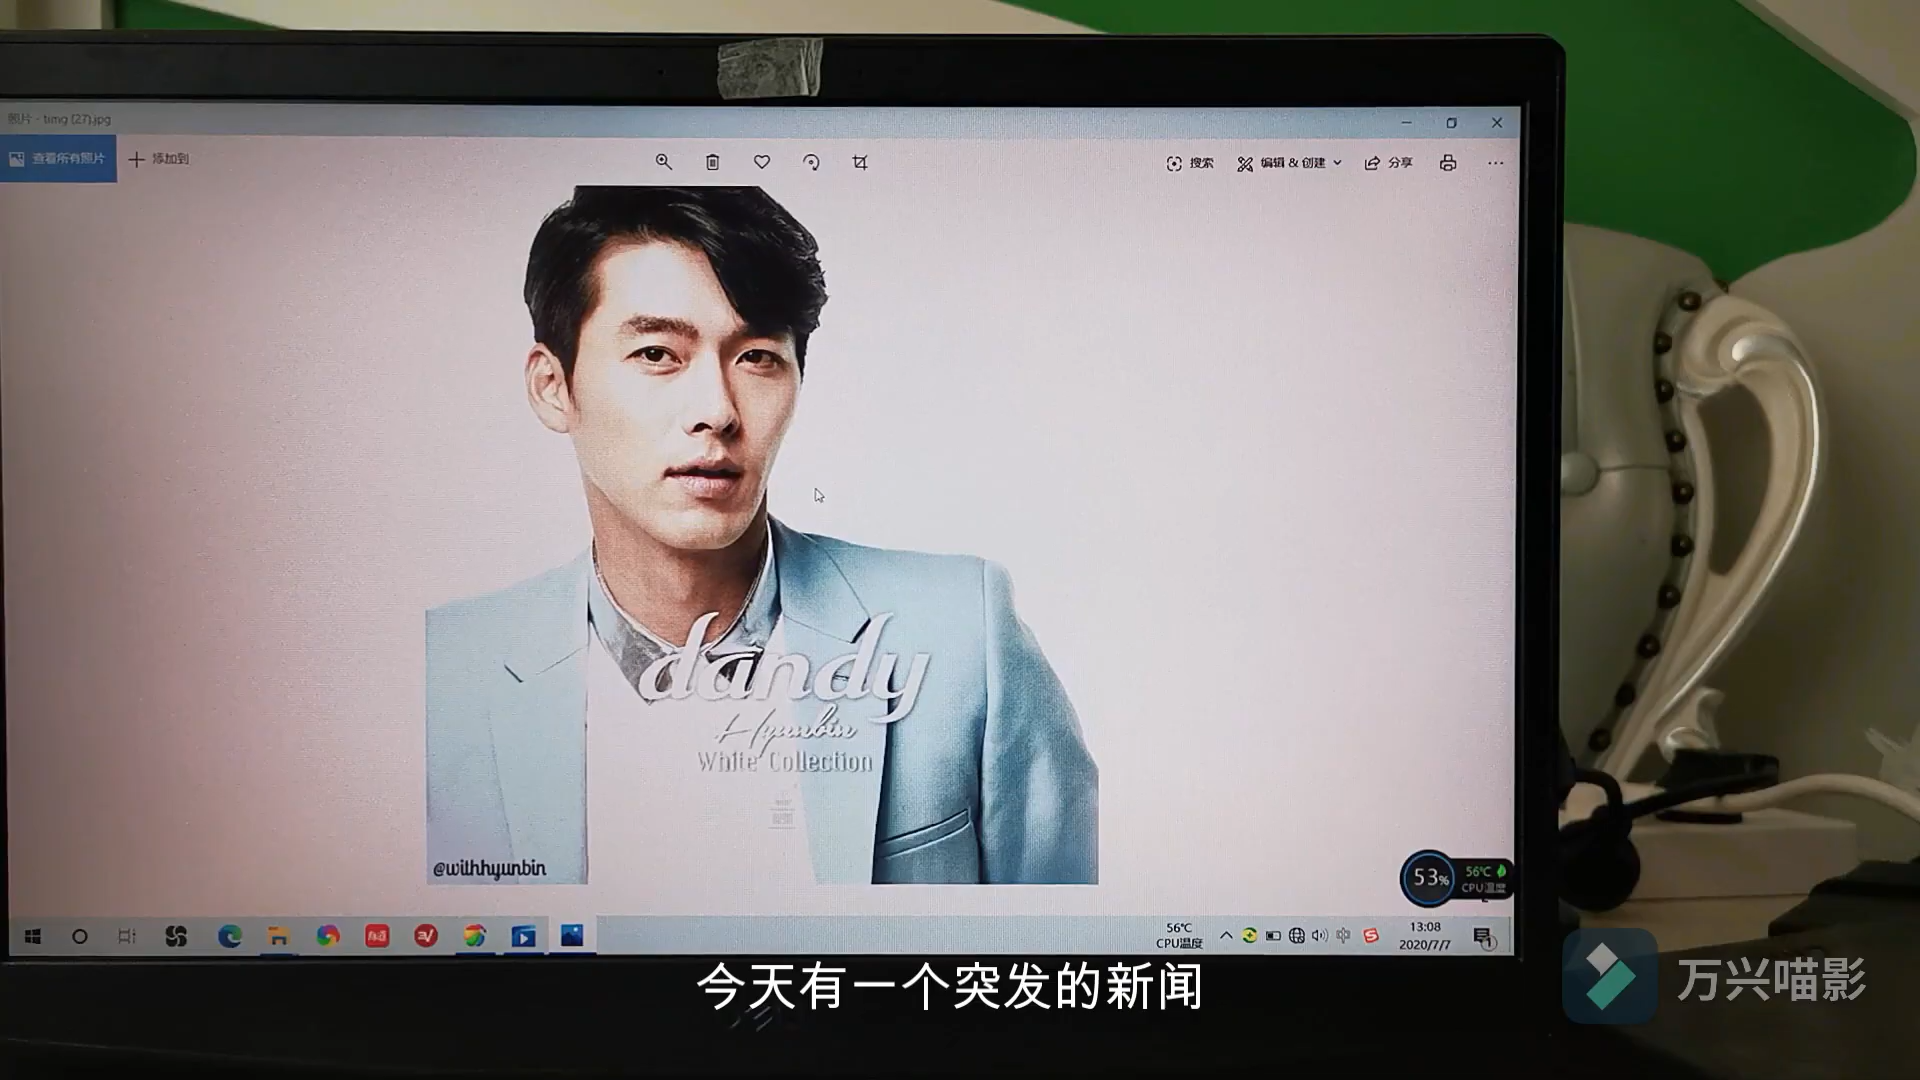 照片 - timg (27).jpg
查看所有照片
添加到
搜索
编辑 & 创建
分享
dandy
Hyunbin
White Collection
@withhyunbin
53%
56℃
CPU温度
56℃
CPU温度
13:08
2020/7/7
1
今天有一个突发的新闻
万兴喵影